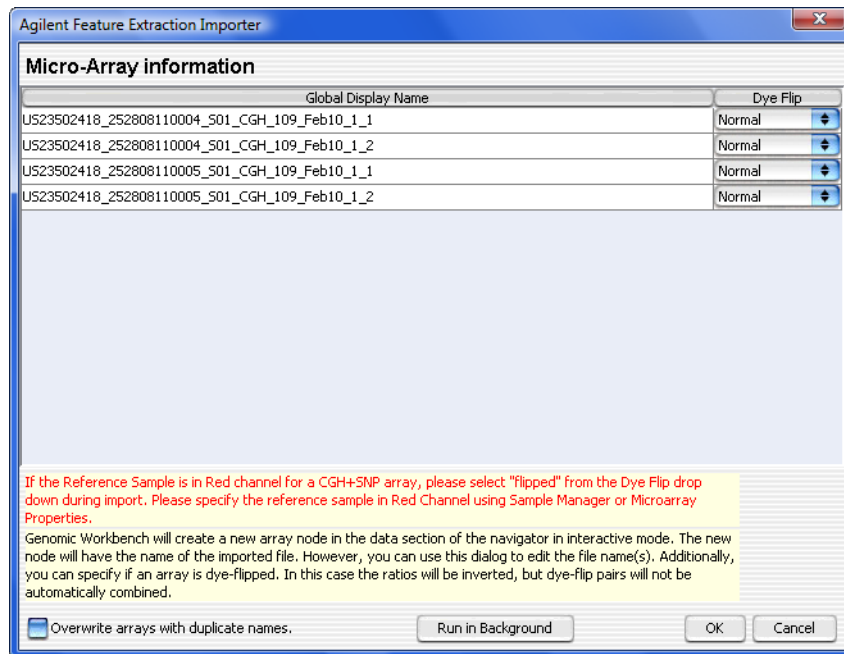 Agilent Feature Extraction Importer
Micro-Array information
Global Display Name Dye Flip
US23502418_252808110004_S01_CGH_109_Feb10_1_1 Normal
US23502418_252808110004_S01_CGH_109_Feb10_1_2 Normal
US23502418_252808110005_S01_CGH_109_Feb10_1_1 Normal
US23502418_252808110005_S01_CGH_109_Feb10_1_2 Normal
If the Reference Sample is in Red channel for a CGH+SNP array, please select "flipped" from the Dye Flip drop
down during import. Please specify the reference sample in Red Channel using Sample Manager or Microarray
Properties.
Genomic Workbench will create a new array node in the data section of the navigator in interactive mode. The new
node will have the name of the imported file. However, you can use this dialog to edit the file name(s). Additionally,
you can specify if an array is dye-flipped. In this case the ratios will be inverted, but dye-flip pairs will not be
automatically combined.
Overwrite arrays with duplicate names. Run in Background OK Cancel